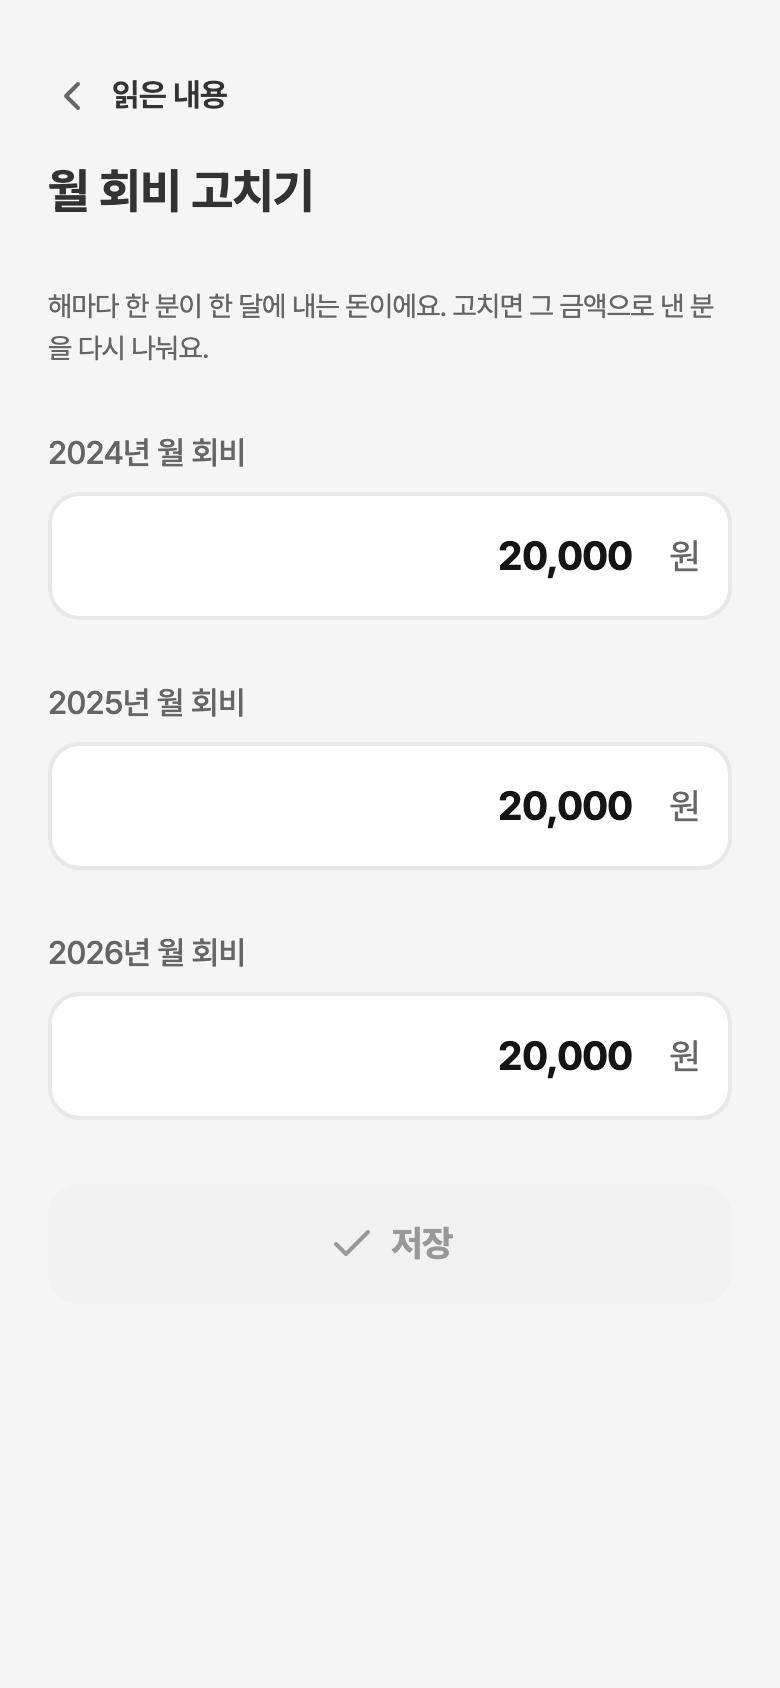 읽은 내용
월 회비 고치기
해마다 한 분이 한 달에 내는 돈이에요. 고치면 그 금액으로 낸 분
을 다시 나눠요.
2024년 월 회비
20,000 원
2025년 월 회비
20,000 원
2026년 월 회비
20,000 원
저장